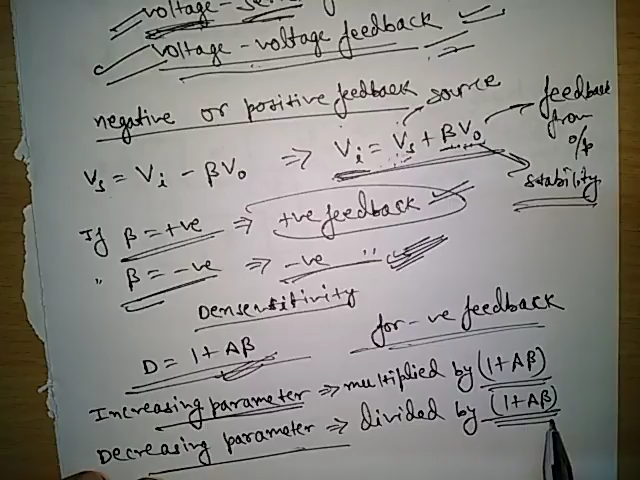 voltage-
voltage-voltage feedback
negative or positive feedback
source
feedback
from
o/p
Vs = Vi - βVo ⇒ Vi = Vs + βVo
stability
If β = +ve ⇒ +ve feedback
" β = -ve ⇒ -ve "
Densensitivity
for -ve feedback
D = 1 + Aβ
Increasing parameter ⇒ multiplied by (1+Aβ)
Decreasing parameter ⇒ divided by (1+Aβ)